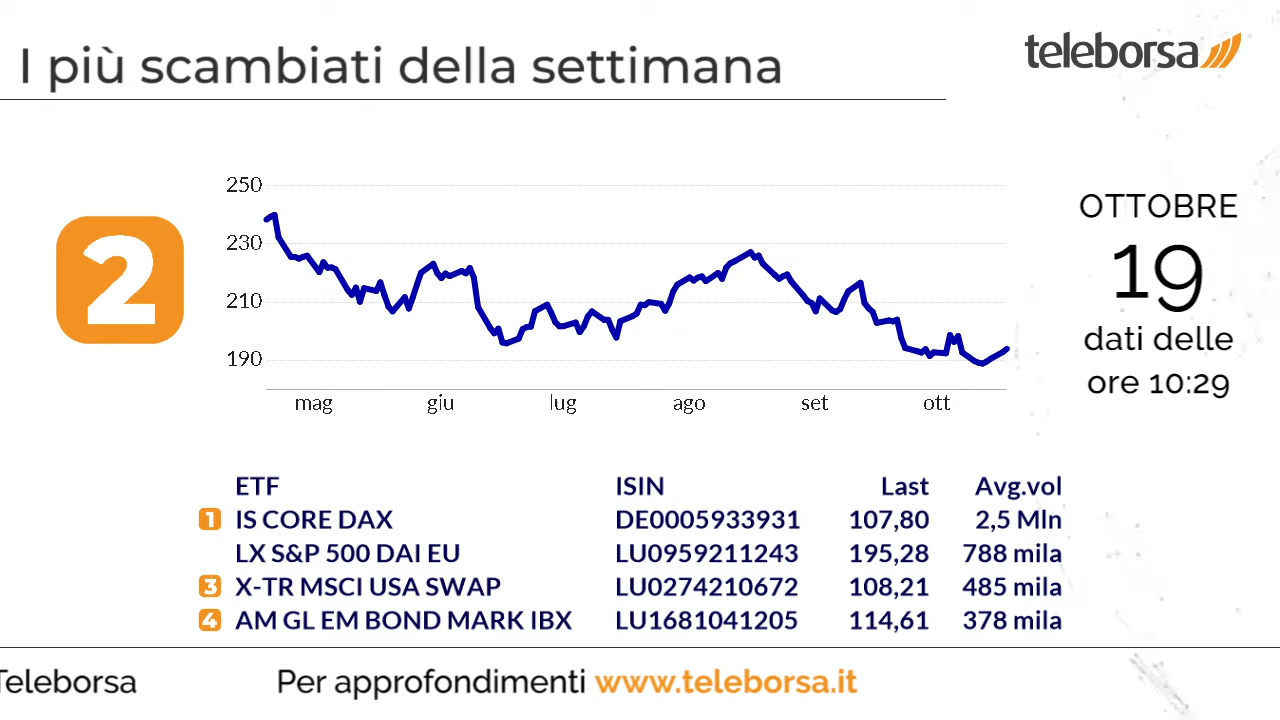 I più scambiati della settimana
teleborsa
2
250
230
210
190
mag giu lug ago set ott
OTTOBRE
19
dati delle
ore 10:29
ETF ISIN Last Avg.vol
1 IS CORE DAX DE0005933931 107,80 2,5 Mln
LX S&P 500 DAI EU LU0959211243 195,28 788 mila
3 X-TR MSCI USA SWAP LU0274210672 108,21 485 mila
4 AM GL EM BOND MARK IBX LU1681041205 114,61 378 mila
Teleborsa Per approfondimenti www.teleborsa.it